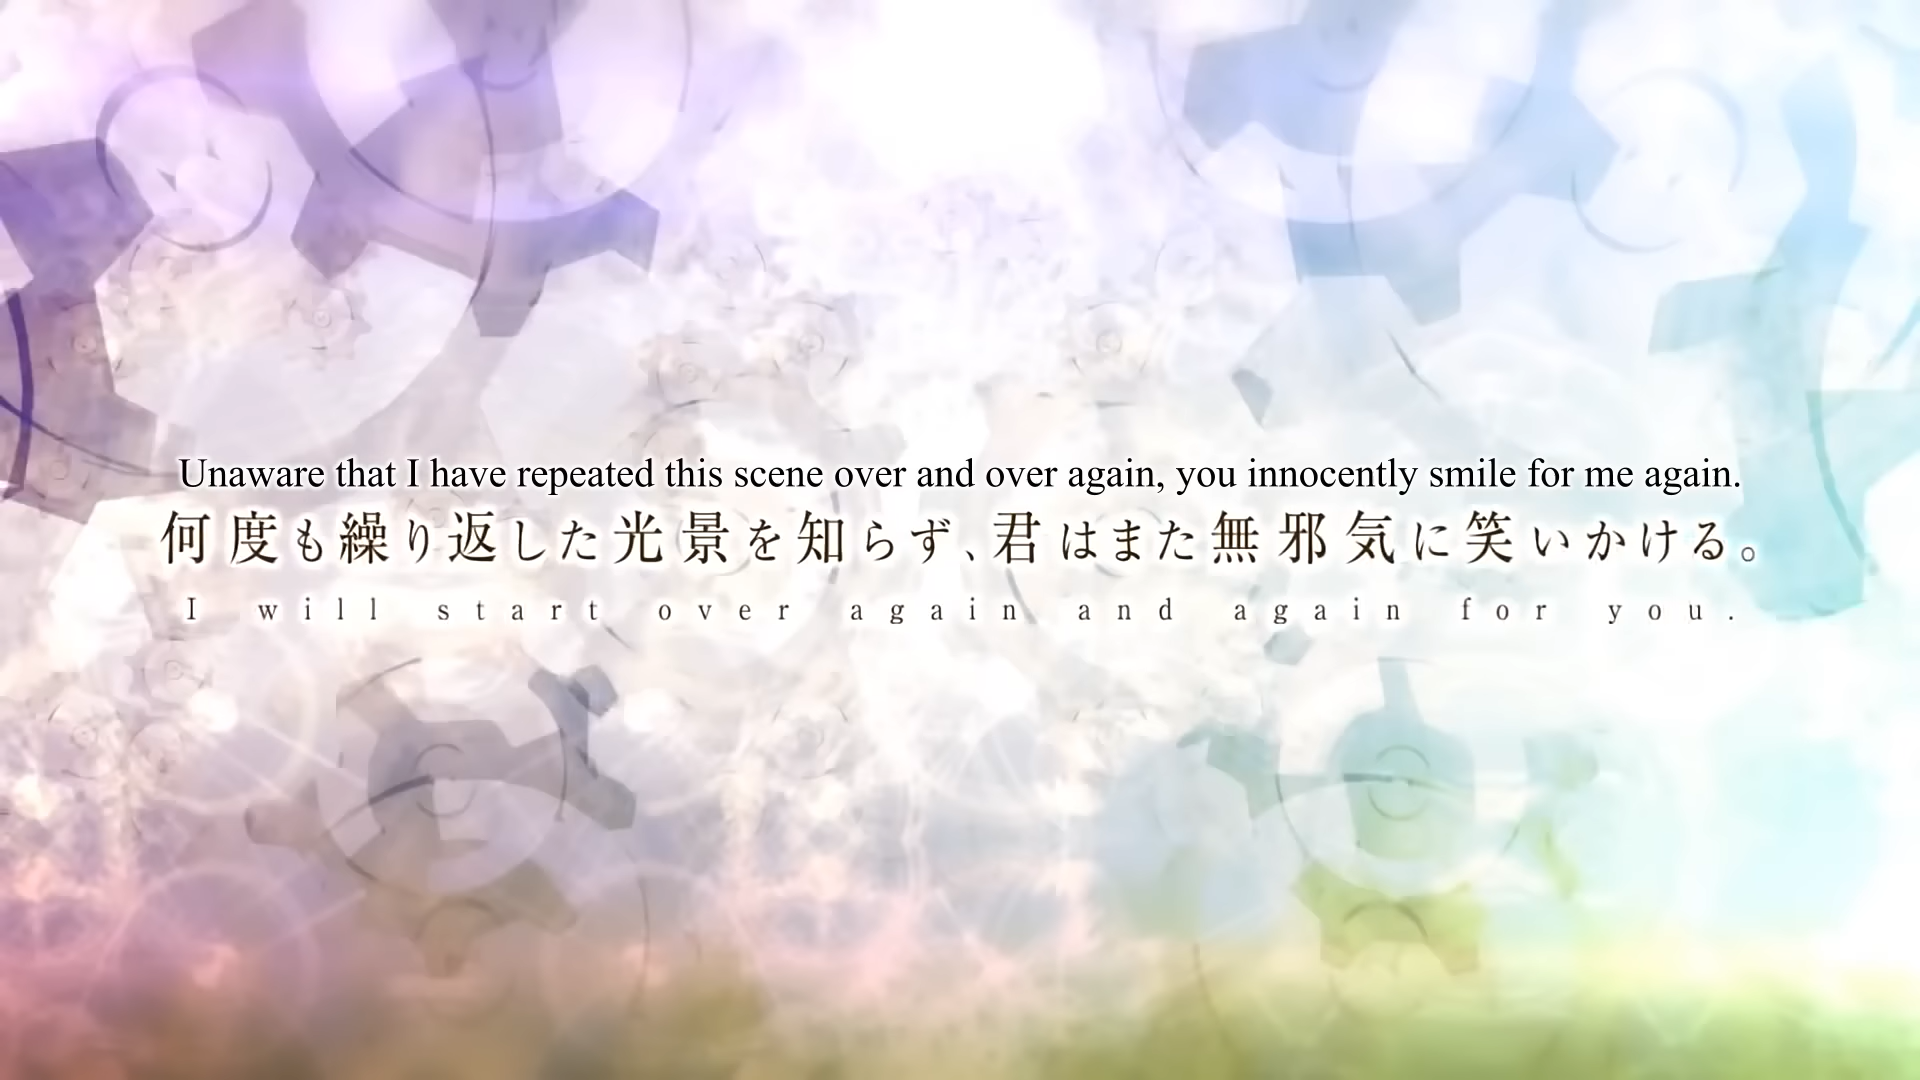 Unaware that I have repeated this scene over and over again, you innocently smile for me again.
何度も繰り返した光景を知らず、君はまた無邪気に笑いかける。
I will start over again and again for you.